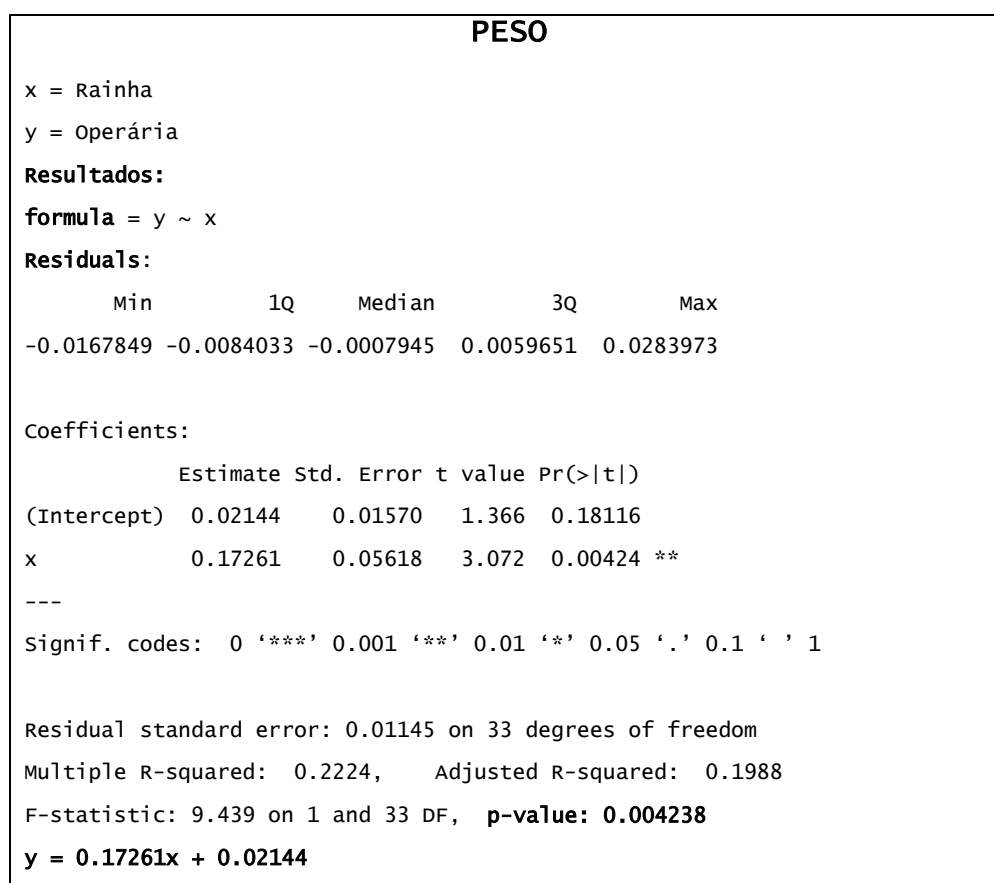 PESO
x = Rainha
y = Operária
Resultados:
formula = y ~ x
Residuals:
Min 1Q Median 3Q Max
-0.0167849 -0.0084033 -0.0007945 0.0059651 0.0283973
Coefficients:
Estimate Std. Error t value Pr(>|t|)
(Intercept) 0.02144 0.01570 1.366 0.18116
x 0.17261 0.05618 3.072 0.00424 **
---
Signif. codes: 0 ‘***’ 0.001 ‘**’ 0.01 ‘*’ 0.05 ‘.’ 0.1 ‘ ’ 1
Residual standard error: 0.01145 on 33 degrees of freedom
Multiple R-squared: 0.2224, Adjusted R-squared: 0.1988
F-statistic: 9.439 on 1 and 33 DF, p-value: 0.004238
y = 0.17261x + 0.02144